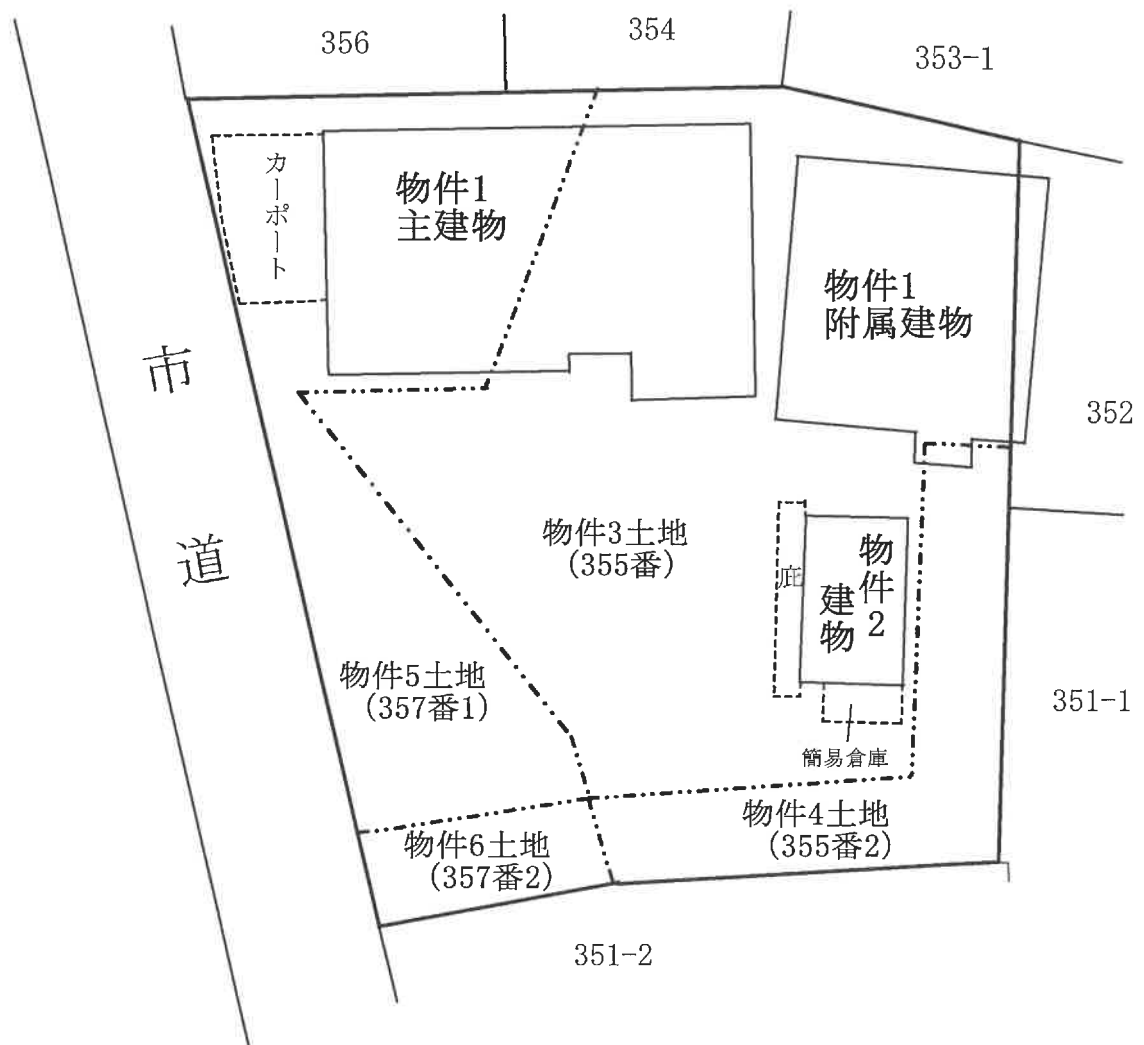 356
354
353-1
カーポート
物件1
主建物
物件1
附属建物
市道
352
物件3土地
(355番)
庇
物件2
建物
物件5土地
(357番1)
351-1
簡易倉庫
物件4土地
(355番2)
物件6土地
(357番2)
351-2